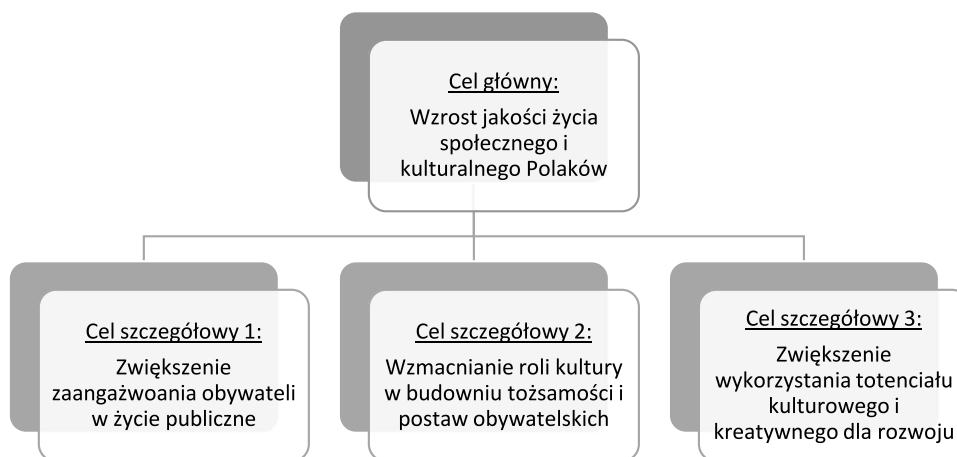 Cel główny:
Wzrost jakości życia
społecznego i
kulturalnego Polaków
Cel szczegółowy 1:
Zwiększenie
zaangażwoania obywateli
w życie publiczne
Cel szczegółowy 2:
Wzmacnianie roli kultury
w budowniu tożsamości i
postaw obywatelskich
Cel szczegółowy 3:
Zwiększenie
wykorzystania totenciału
kulturowego i
kreatywnego dla rozwoju